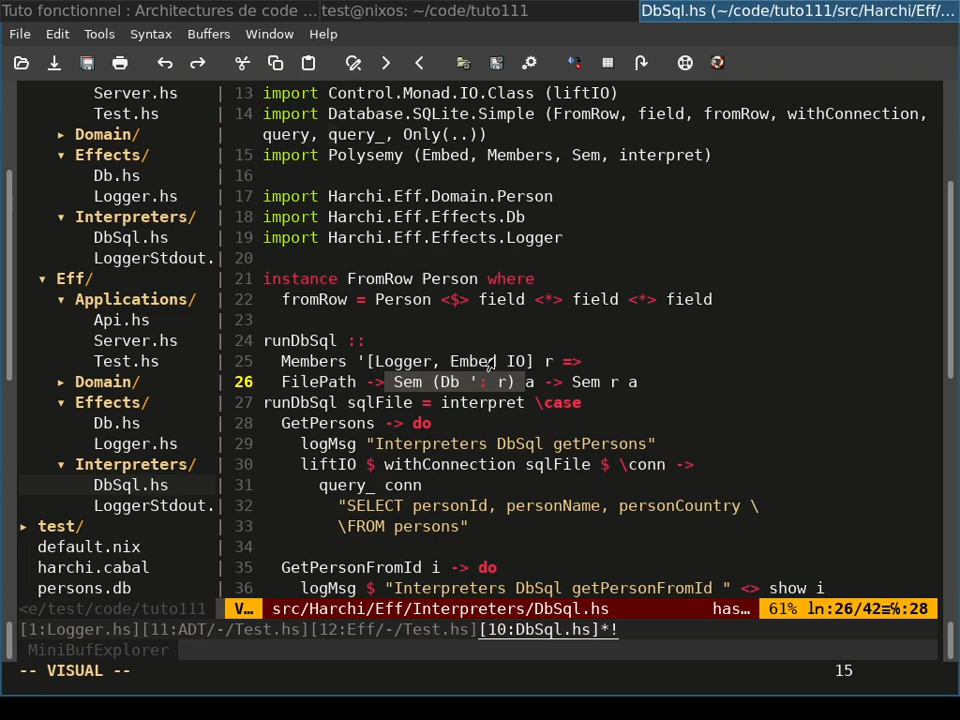 Tuto fonctionnel : Architectures de code ... test@nixos: ~/code/tuto111 DbSql.hs (~/code/tuto111/src/Harchi/Eff/...
File Edit Tools Syntax Buffers Window Help
Server.hs | 13 import Control.Monad.IO.Class (liftIO)
Test.hs | 14 import Database.SQLite.Simple (FromRow, field, fromRow, withConnection,
▸ Domain/ | query, query_, Only(..))
▾ Effects/ | 15 import Polysemy (Embed, Members, Sem, interpret)
Db.hs | 16
Logger.hs | 17 import Harchi.Eff.Domain.Person
▾ Interpreters/ | 18 import Harchi.Eff.Effects.Db
DbSql.hs | 19 import Harchi.Eff.Effects.Logger
LoggerStdout.| 20
▾ Eff/ | 21 instance FromRow Person where
▾ Applications/ | 22 fromRow = Person <$> field <*> field <*> field
Api.hs | 23
Server.hs | 24 runDbSql ::
Test.hs | 25 Members '[Logger, Embed IO] r =>
▸ Domain/ | 26 FilePath -> Sem (Db ': r) a -> Sem r a
▾ Effects/ | 27 runDbSql sqlFile = interpret \case
Db.hs | 28 GetPersons -> do
Logger.hs | 29 logMsg "Interpreters DbSql getPersons"
▾ Interpreters/ | 30 liftIO $ withConnection sqlFile $ \conn ->
DbSql.hs | 31 query_ conn
LoggerStdout.| 32 "SELECT personId, personName, personCountry \
▸ test/ | 33 \FROM persons"
default.nix | 34
harchi.cabal | 35 GetPersonFromId i -> do
persons.db | 36 logMsg $ "Interpreters DbSql getPersonFromId " <> show i
<e/test/code/tuto111 V… src/Harchi/Eff/Interpreters/DbSql.hs has… 61% ln:26/42≡℅:28
[1:Logger.hs][11:ADT/-/Test.hs][12:Eff/-/Test.hs][10:DbSql.hs]*!
MiniBufExplorer
-- VISUAL -- 15